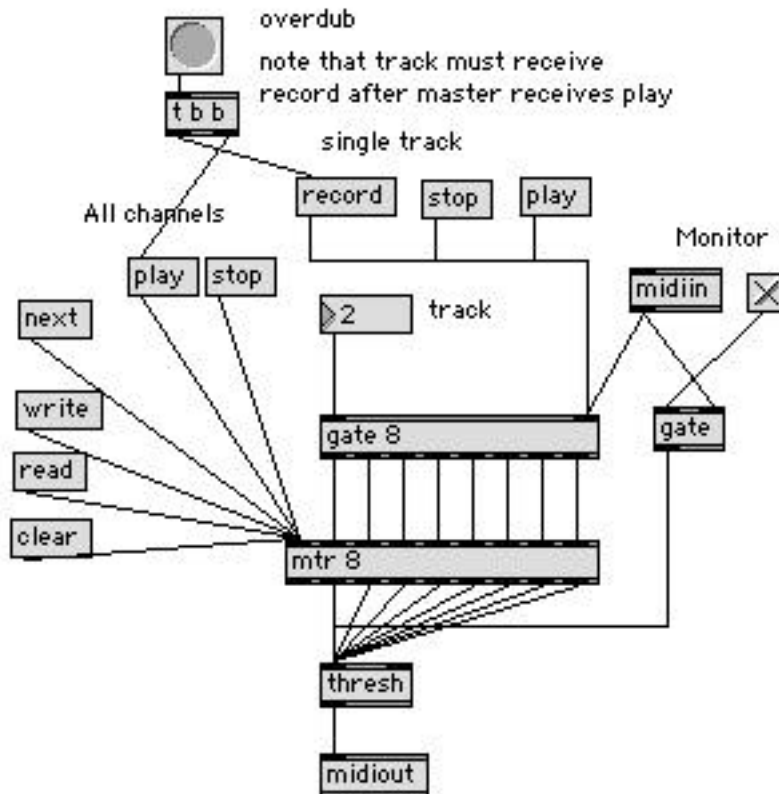 overdub
note that track must receive
record after master receives play
t b b
single track
record
stop
play
All channels
Monitor
play
stop
midiin
next
2
track
write
gate 8
gate
read
clear
mtr 8
thresh
midiout